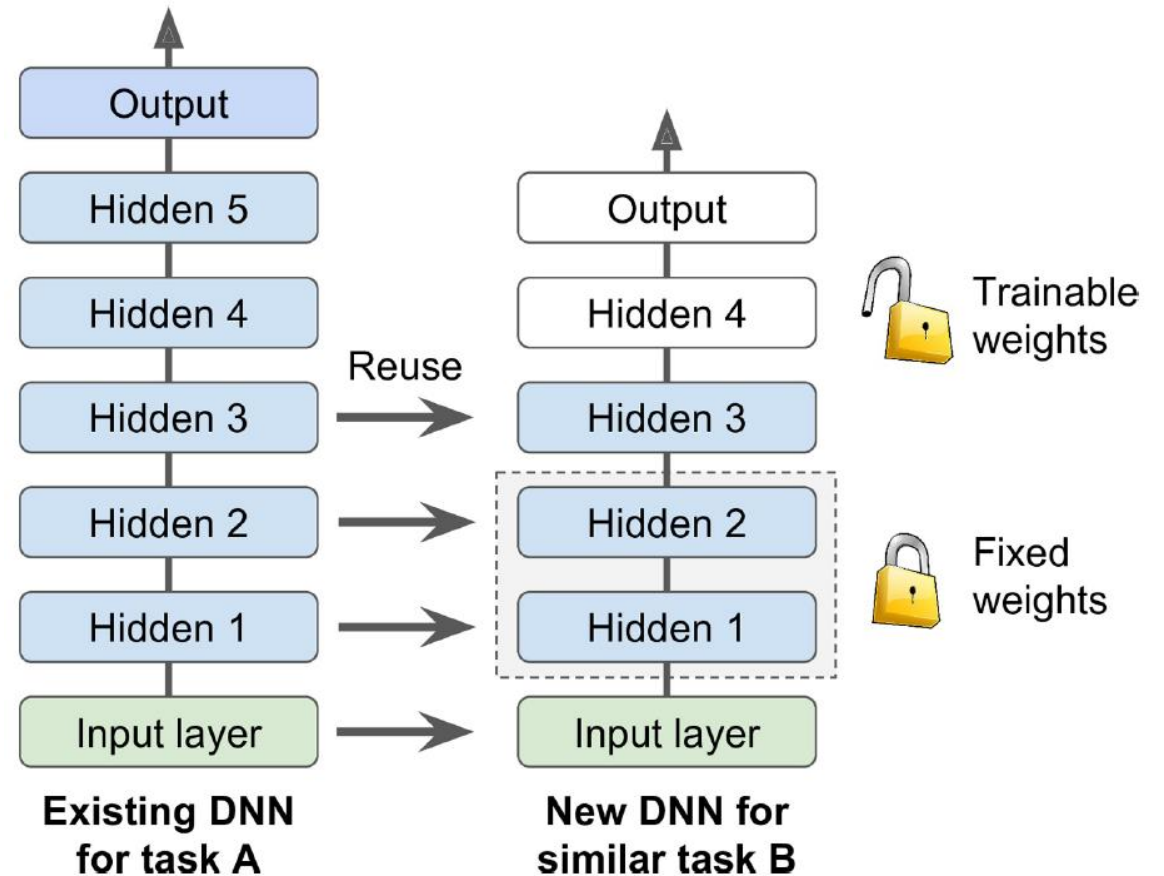 Output
Hidden 5
Hidden 4
Hidden 3
Hidden 2
Hidden 1
Input layer
Existing DNN
for task A
Reuse
Output
Hidden 4
Hidden 3
Hidden 2
Hidden 1
Input layer
New DNN for
similar task B
Trainable
weights
Fixed
weights